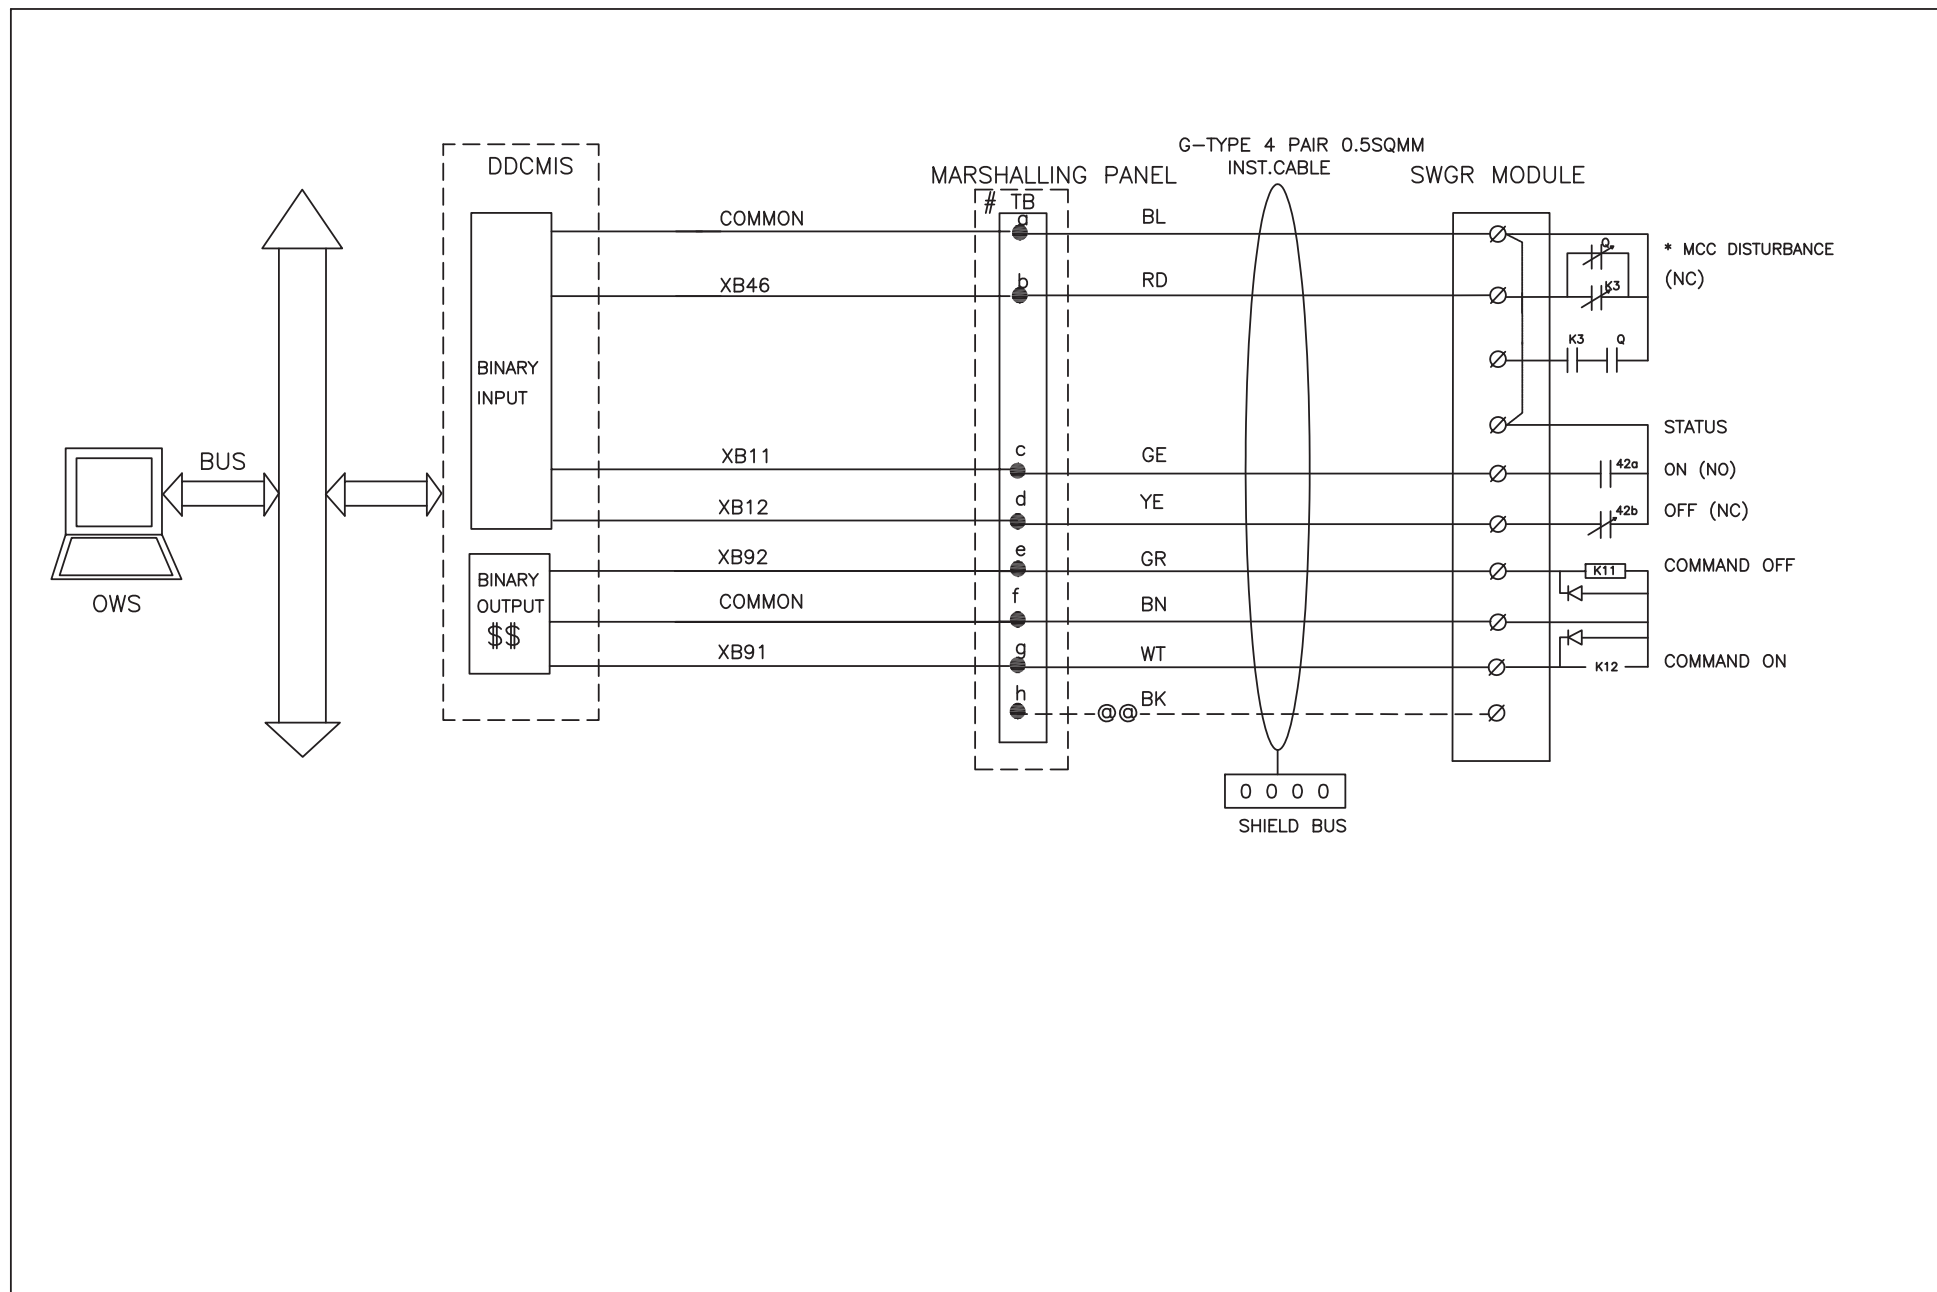 G-TYPE 4 PAIR 0.5SQMM
INST.CABLE
DDCMIS
MARSHALLING PANEL
SWGR MODULE
# TB
COMMON
a
BL
Q
* MCC DISTURBANCE
(NC)
XB46
b
RD
K3
K3
Q
BINARY
INPUT
STATUS
BUS
XB11
c
GE
42a
ON (NO)
XB12
d
YE
42b
OFF (NC)
XB92
e
GR
K11
COMMAND OFF
BINARY
OUTPUT
$$
COMMON
f
BN
OWS
XB91
g
WT
K12
COMMAND ON
h
@@
BK
0 0 0 0
SHIELD BUS